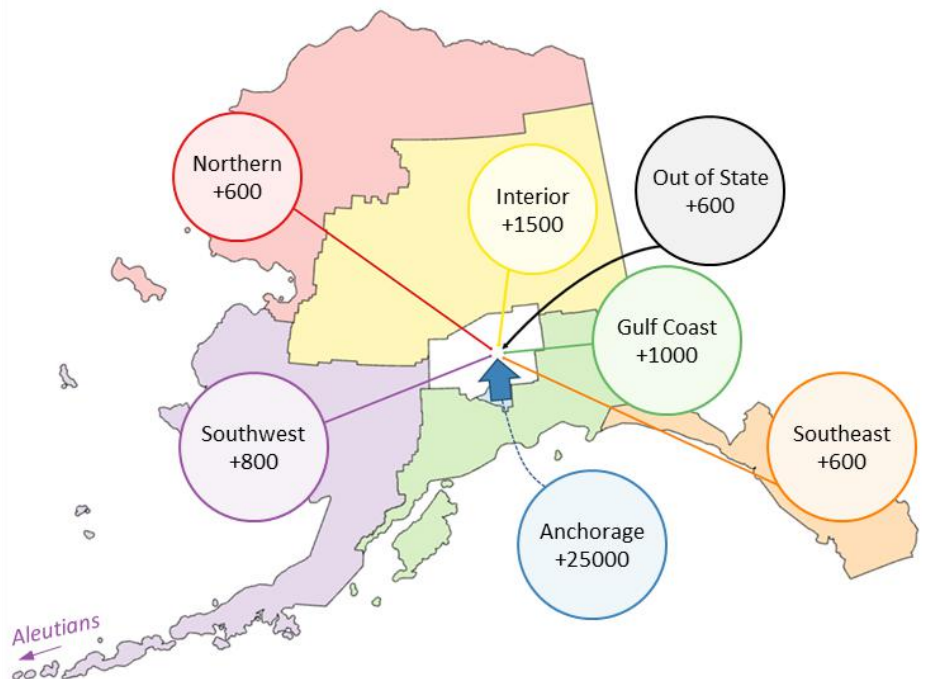 Northern
+600
Interior
+1500
Out of State
+600
Gulf Coast
+1000
Southwest
+800
Southeast
+600
Anchorage
+25000
Aleutians